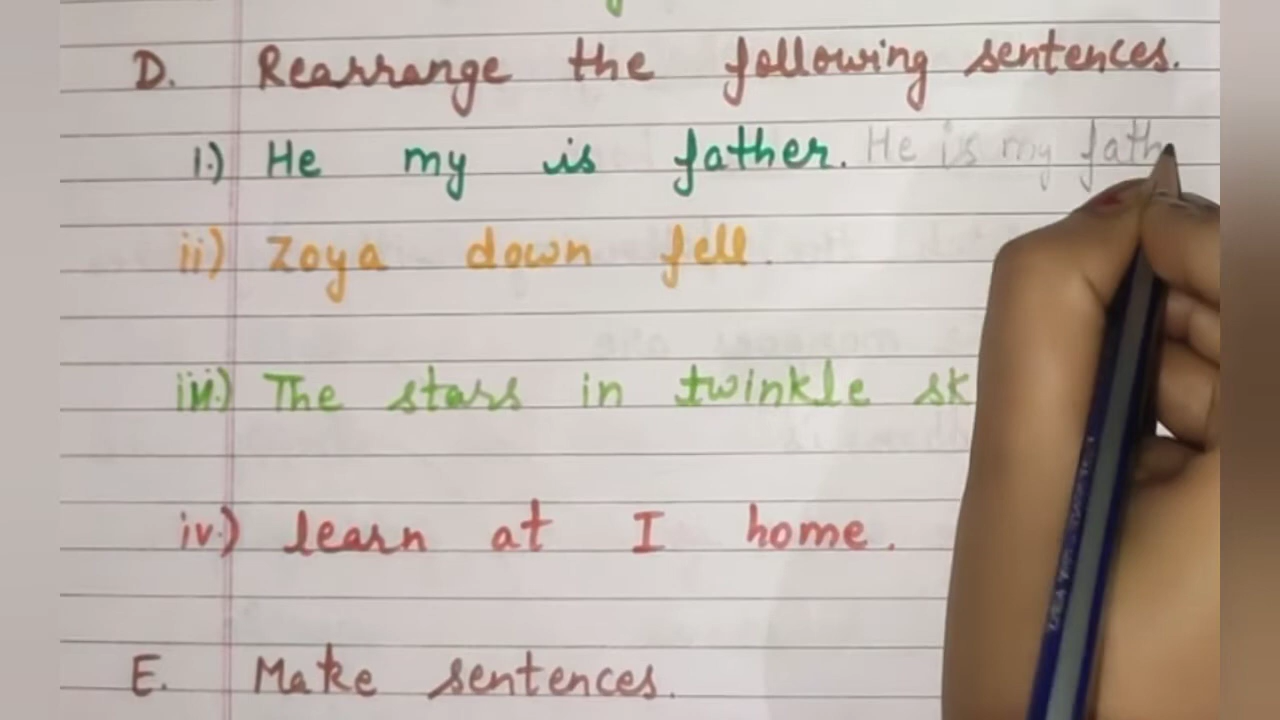 D. Rearrange the following sentences.
i.) He my is father. He is my fath
ii) Zoya down fell.
iii.) The stars in twinkle sk
iv.) learn at I home.
E. Make sentences.